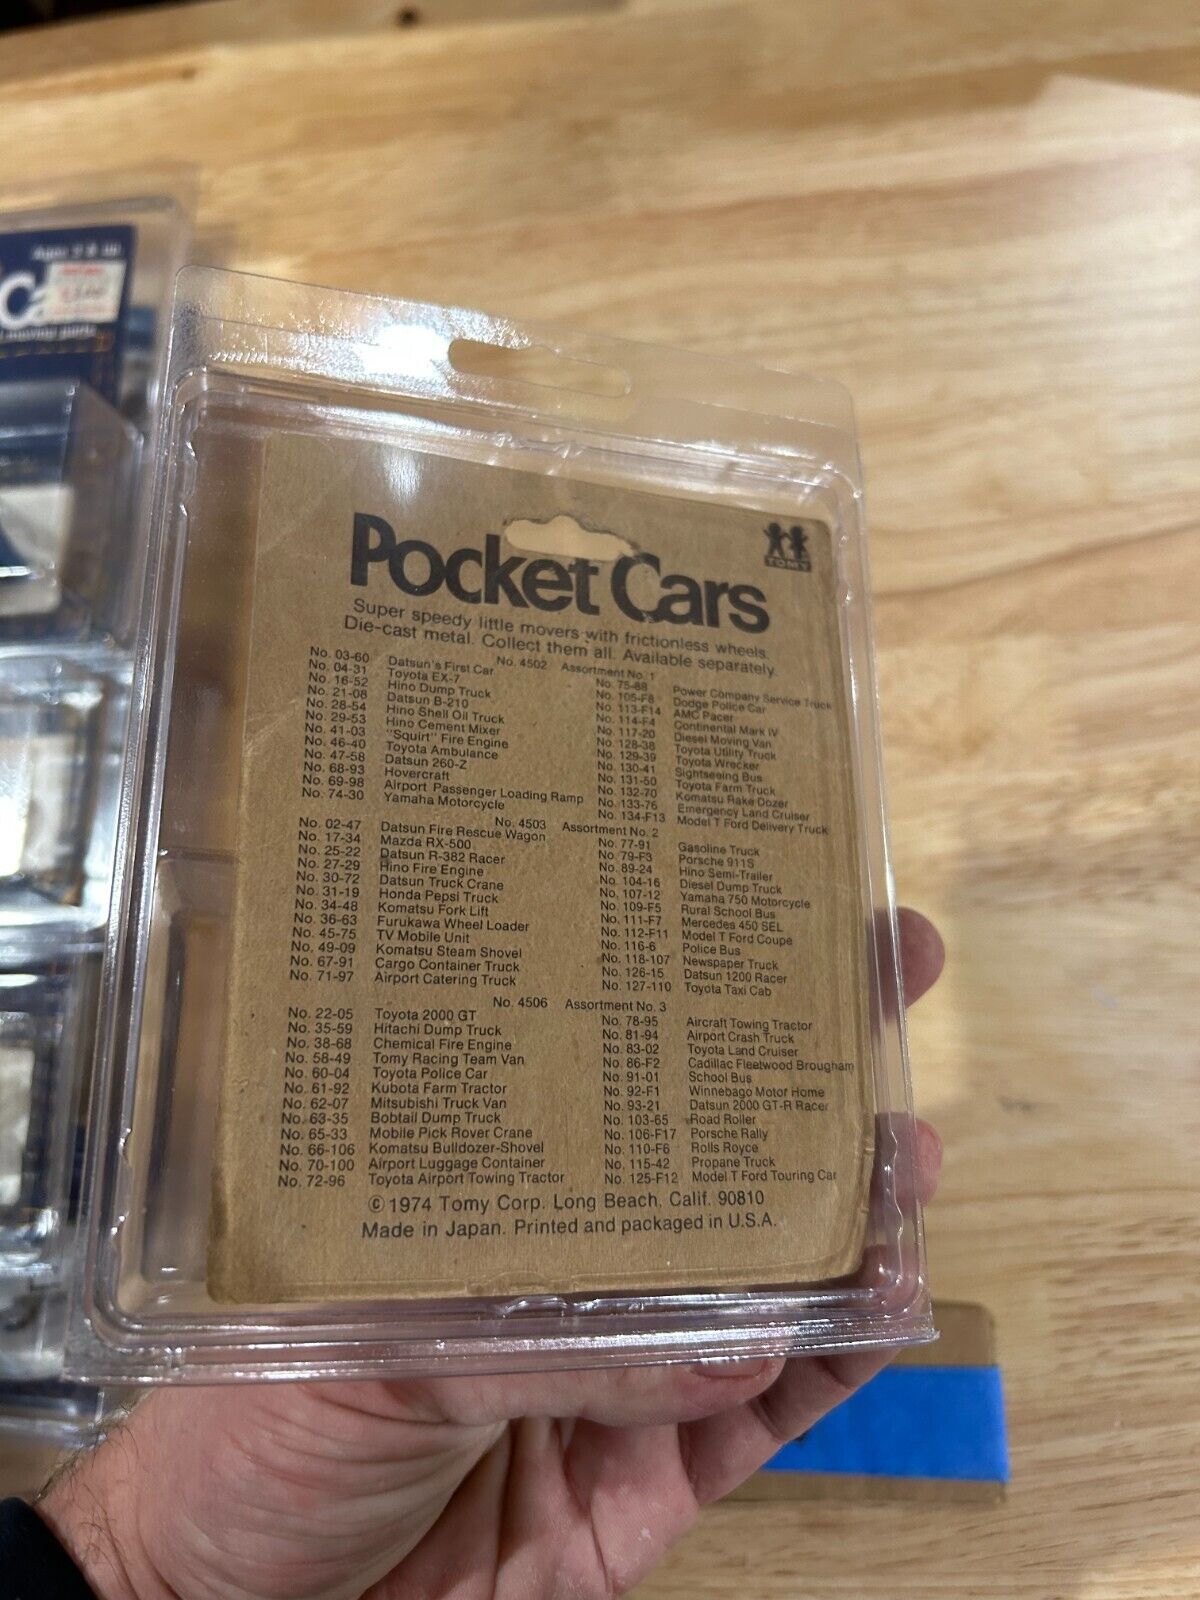 Ages 3 & up
moving parts
Pocket Cars
TOMY
Super speedy little movers with frictionless wheels.
Die-cast metal. Collect them all. Available separately.
No. 4502 Assortment No. 1
No. 03-60 Datsun's First Car
No. 04-31 Toyota EX-7
No. 16-52 Hino Dump Truck
No. 21-08 Datsun B-210
No. 28-54 Hino Shell Oil Truck
No. 29-53 Hino Cement Mixer
No. 41-03 "Squirt" Fire Engine
No. 46-40 Toyota Ambulance
No. 47-58 Datsun 260-Z
No. 68-93 Hovercraft
No. 69-98 Airport Passenger Loading Ramp
No. 74-30 Yamaha Motorcycle
No. 75-88 Power Company Service Truck
No. 105-F8 Dodge Police Car
No. 113-F14 AMC Pacer
No. 114-F4 Continental Mark IV
No. 117-20 Diesel Moving Van
No. 128-38 Toyota Utility Truck
No. 129-39 Toyota Wrecker
No. 130-41 Sightseeing Bus
No. 131-50 Toyota Farm Truck
No. 132-70 Komatsu Rake Dozer
No. 133-76 Emergency Land Cruiser
No. 134-F13 Model T Ford Delivery Truck
No. 4503 Assortment No. 2
No. 02-47 Datsun Fire Rescue Wagon
No. 17-34 Mazda RX-500
No. 25-22 Datsun R-382 Racer
No. 27-29 Hino Fire Engine
No. 30-72 Datsun Truck Crane
No. 31-19 Honda Pepsi Truck
No. 34-48 Komatsu Fork Lift
No. 36-63 Furukawa Wheel Loader
No. 45-75 TV Mobile Unit
No. 49-09 Komatsu Steam Shovel
No. 67-91 Cargo Container Truck
No. 71-97 Airport Catering Truck
No. 77-91 Gasoline Truck
No. 79-F3 Porsche 911S
No. 89-24 Hino Semi-Trailer
No. 104-16 Diesel Dump Truck
No. 107-12 Yamaha 750 Motorcycle
No. 109-F5 Rural School Bus
No. 111-F7 Mercedes 450 SEL
No. 112-F11 Model T Ford Coupe
No. 116-6 Police Bus
No. 118-107 Newspaper Truck
No. 126-15 Datsun 1200 Racer
No. 127-110 Toyota Taxi Cab
No. 4506 Assortment No. 3
No. 22-05 Toyota 2000 GT
No. 35-59 Hitachi Dump Truck
No. 38-68 Chemical Fire Engine
No. 58-49 Tomy Racing Team Van
No. 60-04 Toyota Police Car
No. 61-92 Kubota Farm Tractor
No. 62-07 Mitsubishi Truck Van
No. 63-35 Bobtail Dump Truck
No. 65-33 Mobile Pick Rover Crane
No. 66-106 Komatsu Bulldozer-Shovel
No. 70-100 Airport Luggage Container
No. 72-96 Toyota Airport Towing Tractor
No. 78-95 Aircraft Towing Tractor
No. 81-94 Airport Crash Truck
No. 83-02 Toyota Land Cruiser
No. 86-F2 Cadillac Fleetwood Brougham
No. 91-01 School Bus
No. 92-F1 Winnebago Motor Home
No. 93-21 Datsun 2000 GT-R Racer
No. 103-65 Road Roller
No. 106-F17 Porsche Rally
No. 110-F6 Rolls Royce
No. 115-42 Propane Truck
No. 125-F12 Model T Ford Touring Car
© 1974 Tomy Corp. Long Beach, Calif. 90810
Made in Japan. Printed and packaged in U.S.A.